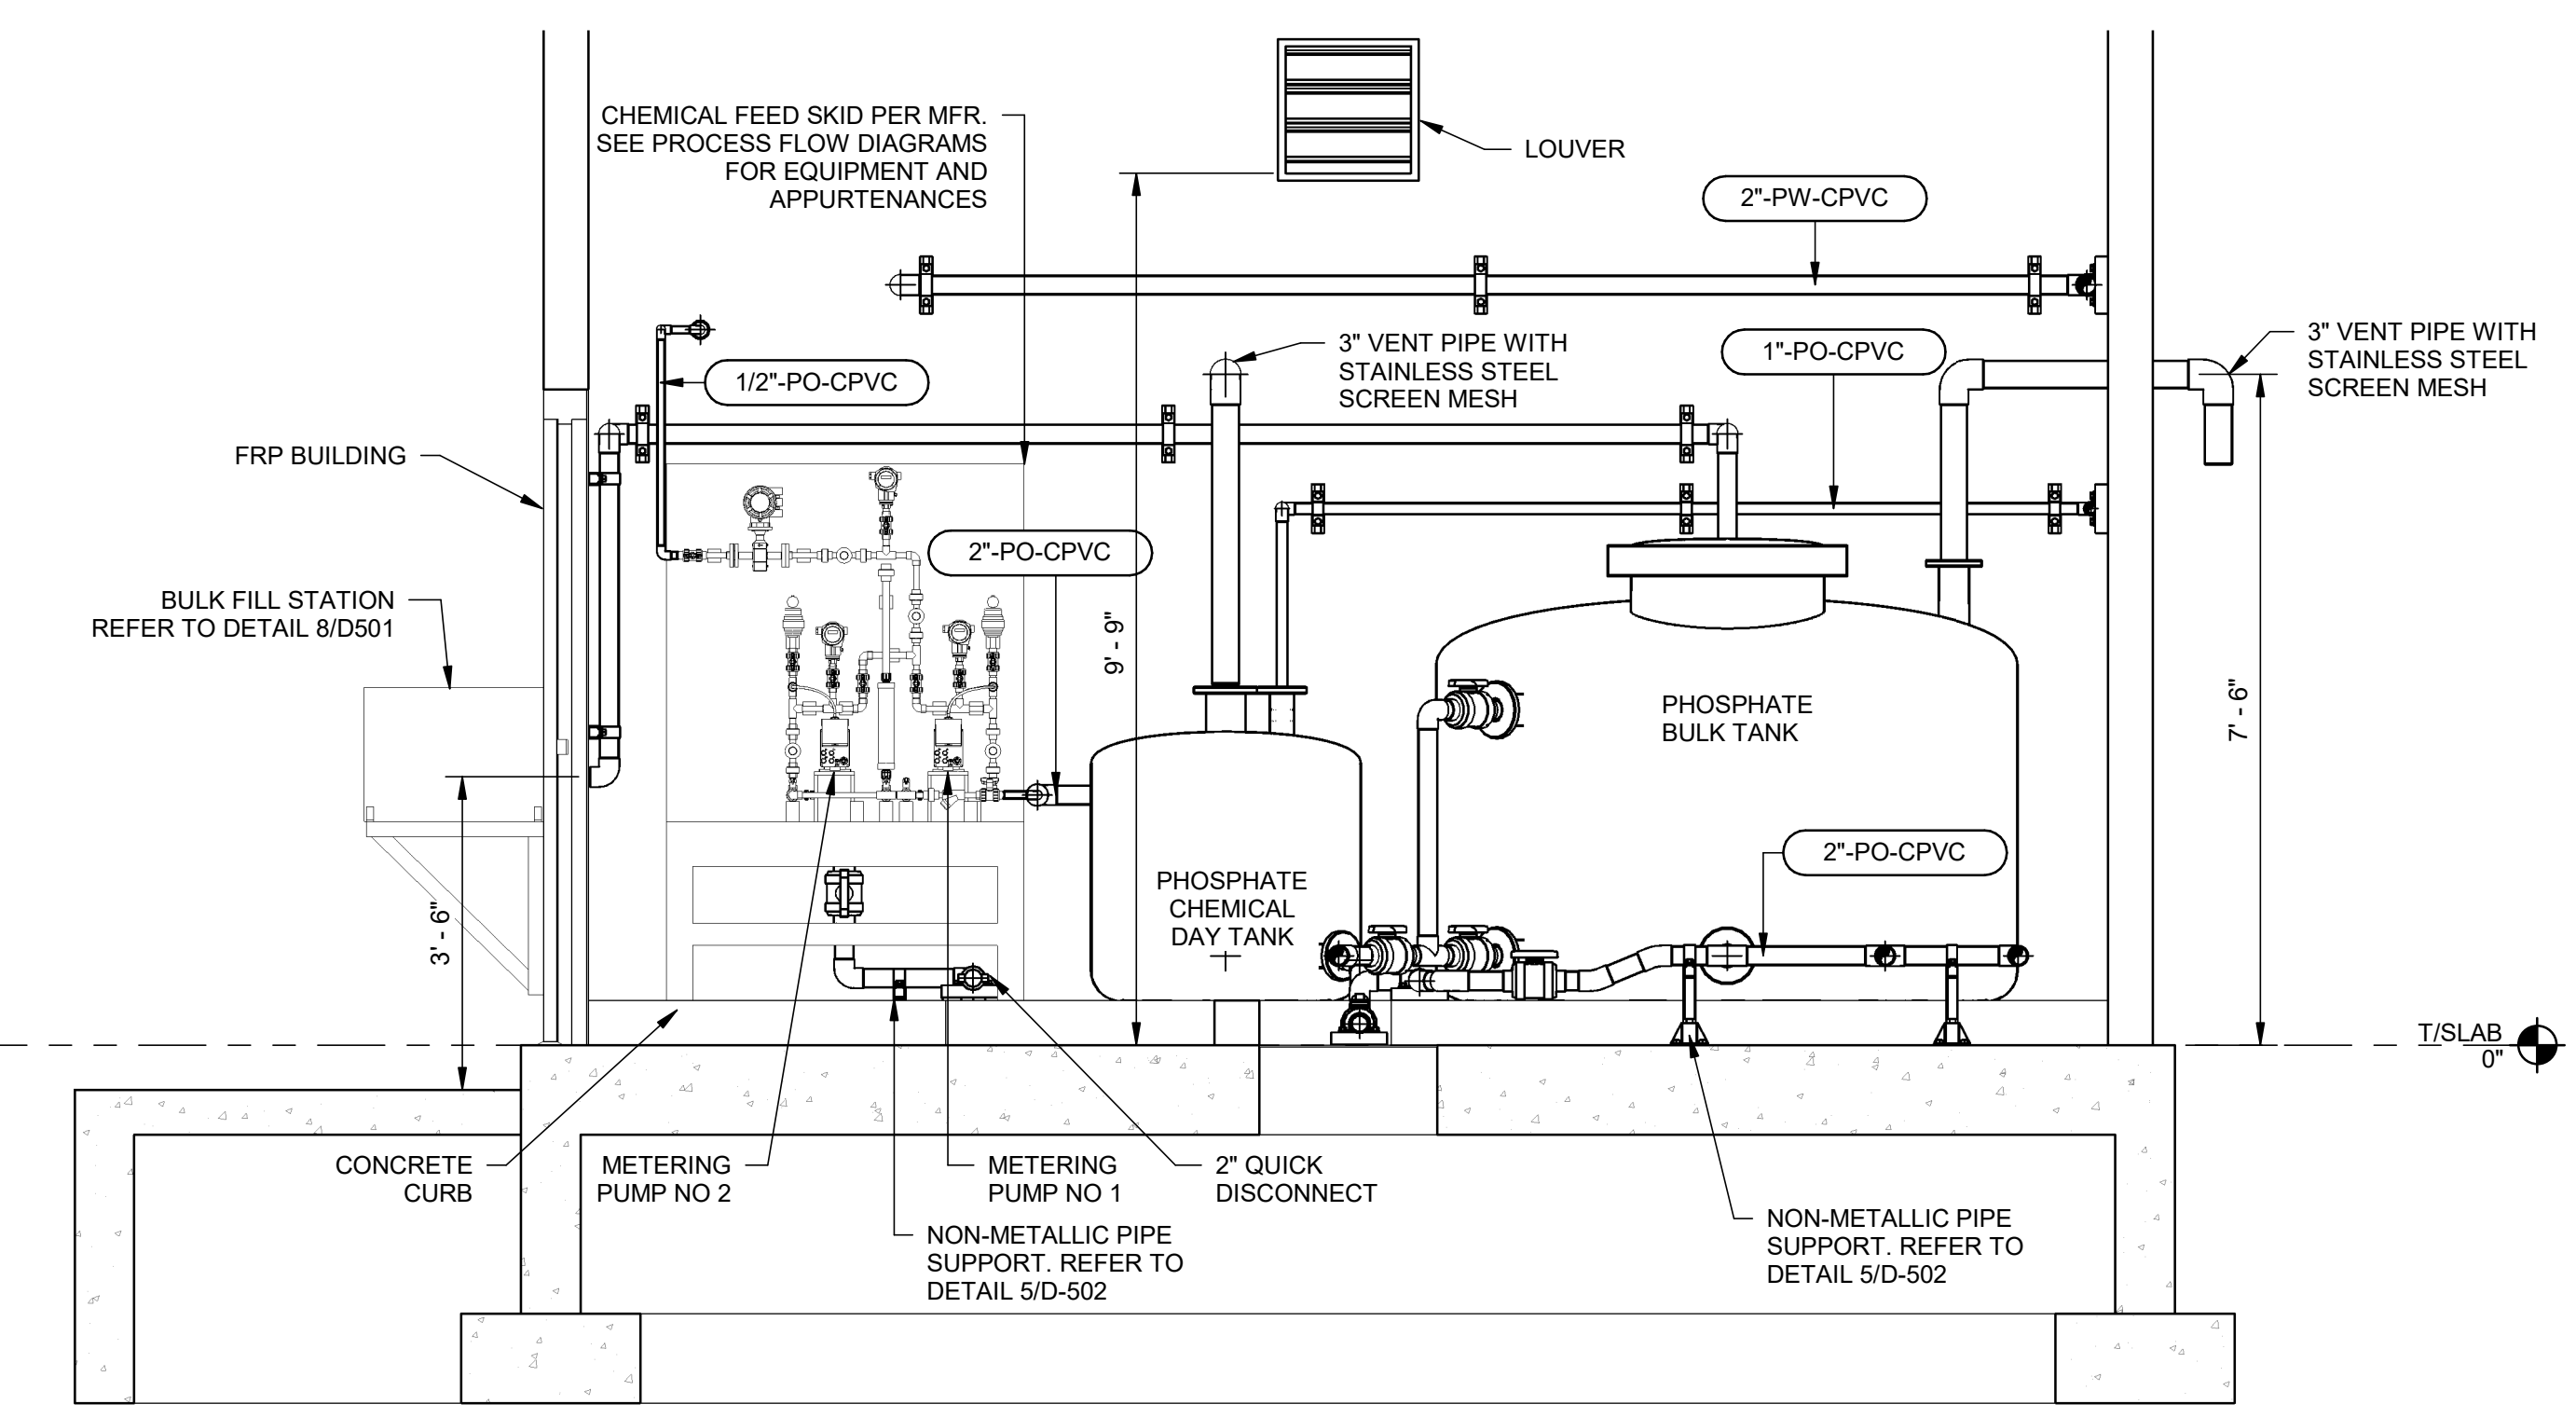 CHEMICAL FEED SKID PER MFR.
SEE PROCESS FLOW DIAGRAMS
FOR EQUIPMENT AND
APPURTENANCES
LOUVER
2"-PW-CPVC
3" VENT PIPE WITH
STAINLESS STEEL
SCREEN MESH
1"-PO-CPVC
3" VENT PIPE WITH
STAINLESS STEEL
SCREEN MESH
1/2"-PO-CPVC
FRP BUILDING
2"-PO-CPVC
BULK FILL STATION
REFER TO DETAIL 8/D501
9' - 9"
PHOSPHATE
BULK TANK
7' - 6"
2"-PO-CPVC
PHOSPHATE
CHEMICAL
DAY TANK
3' - 6"
T/SLAB
0"
CONCRETE
CURB
METERING
PUMP NO 2
METERING
PUMP NO 1
2" QUICK
DISCONNECT
NON-METALLIC PIPE
SUPPORT. REFER TO
DETAIL 5/D-502
NON-METALLIC PIPE
SUPPORT. REFER TO
DETAIL 5/D-502